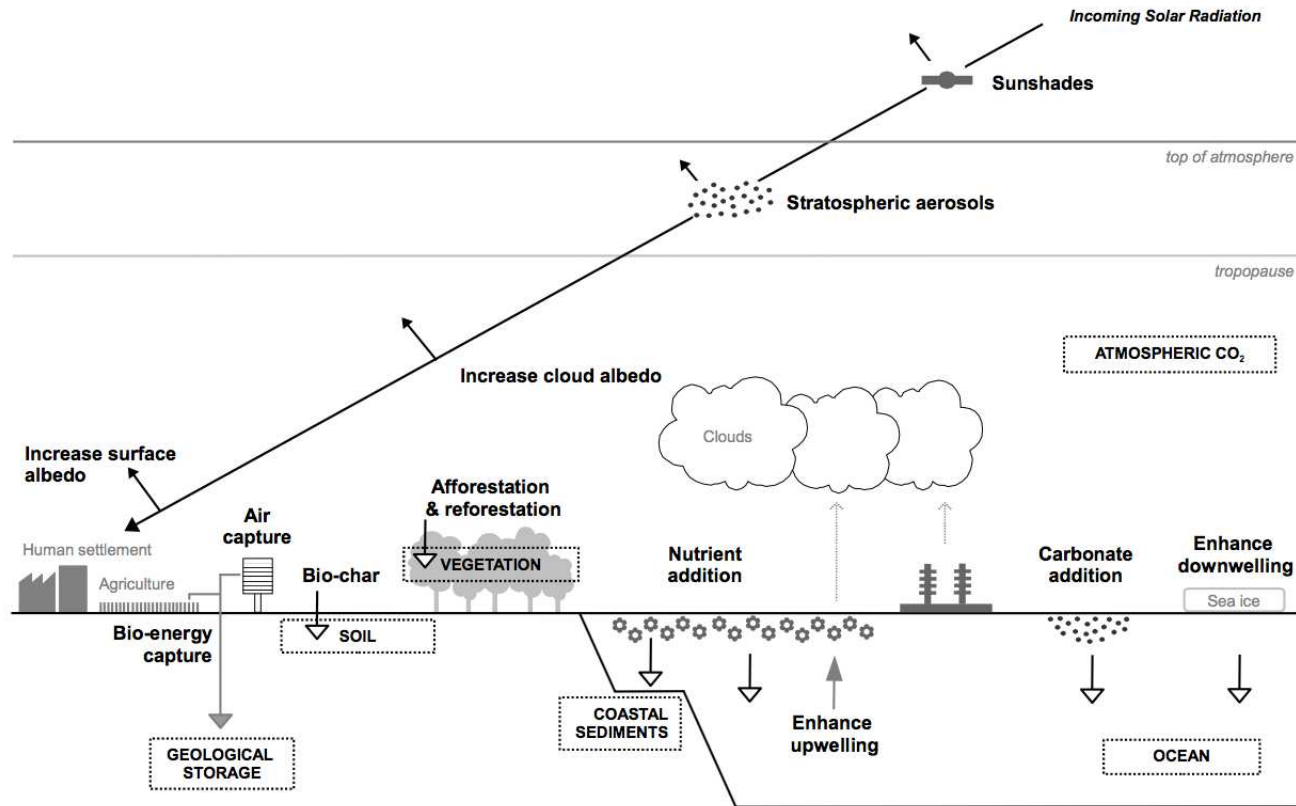 Incoming Solar Radiation
Sunshades
top of atmosphere
Stratospheric aerosols
tropopause
ATMOSPHERIC CO₂
Increase cloud albedo
Clouds
Increase surface
albedo
Afforestation
& reforestation
Air
capture
Human settlement
Agriculture
Bio-char
VEGETATION
Nutrient
addition
Carbonate
addition
Enhance
downwelling
Sea ice
Bio-energy
capture
SOIL
COASTAL
SEDIMENTS
Enhance
upwelling
GEOLOGICAL
STORAGE
OCEAN